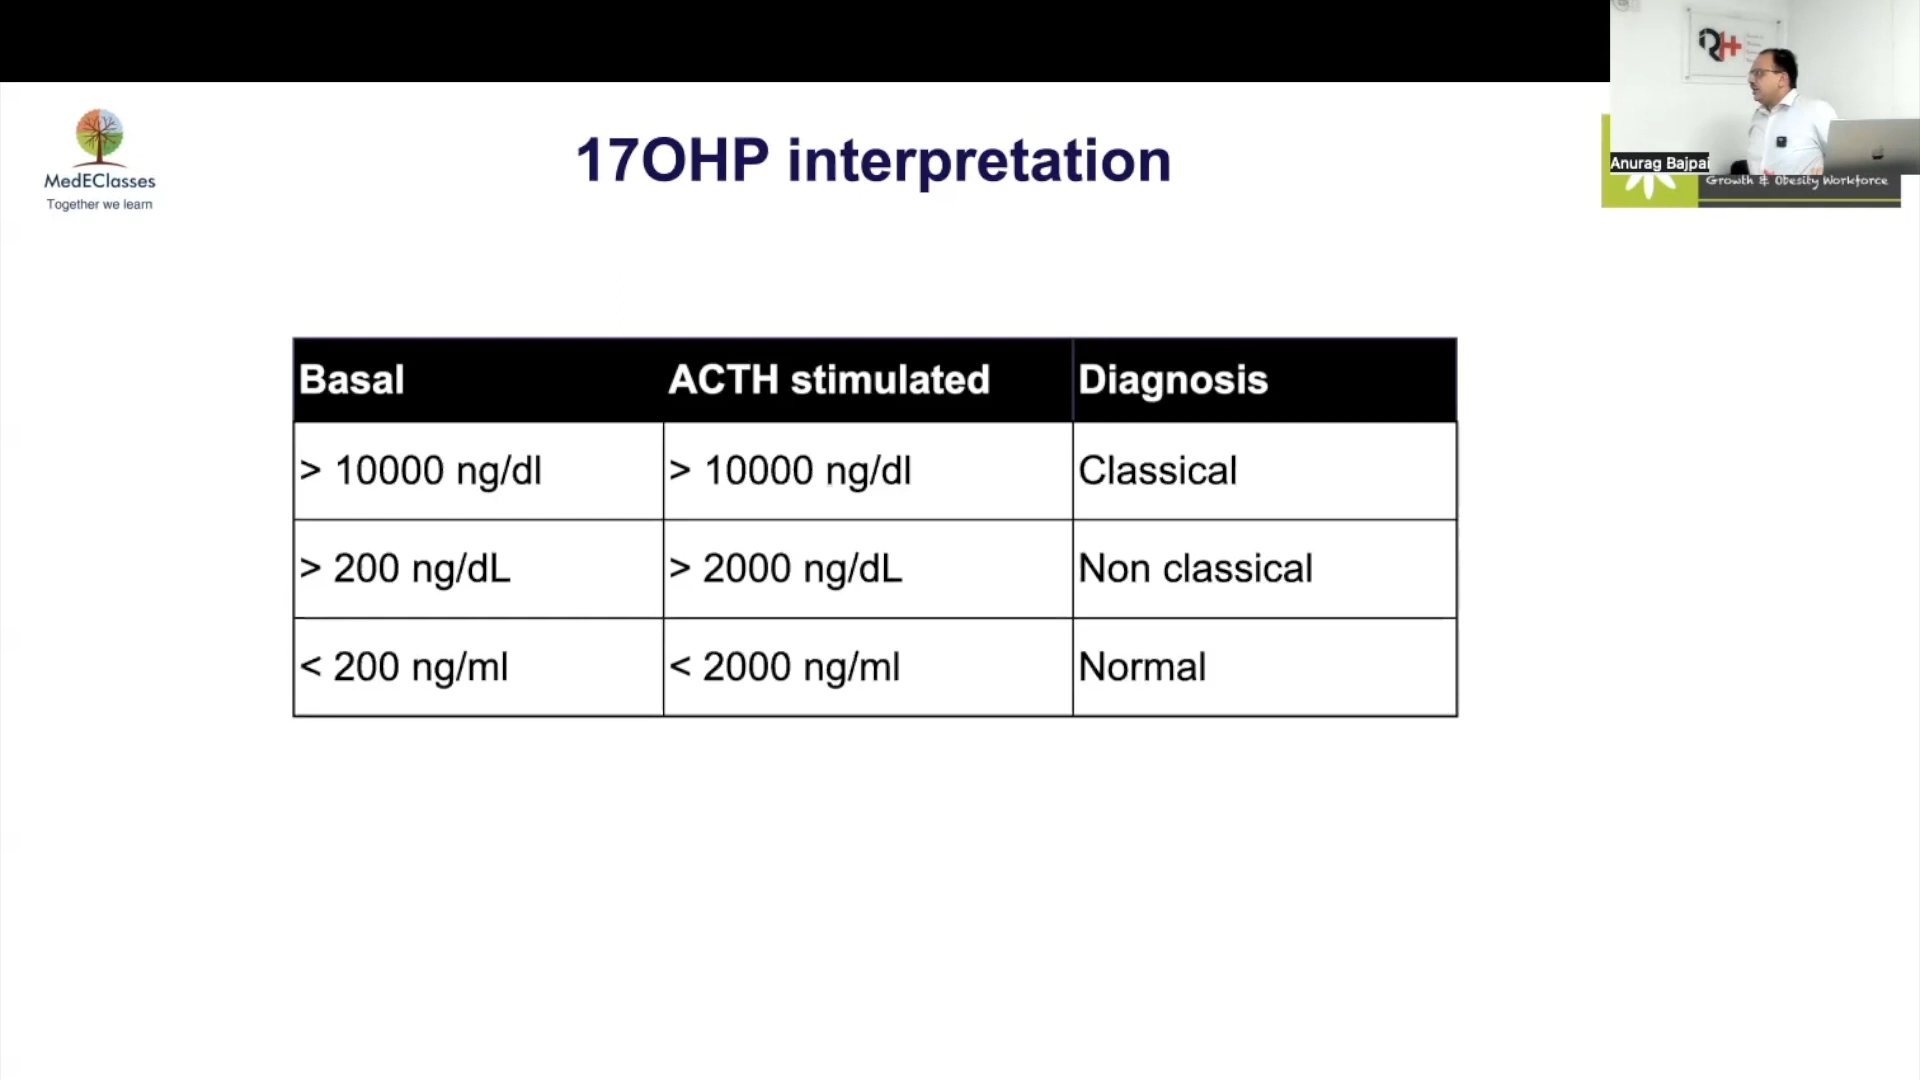 MedEClasses
Together we learn
17OHP interpretation
Anurag Bajpai
Growth & Obesity Workforce
Basal ACTH stimulated Diagnosis
> 10000 ng/dl > 10000 ng/dl Classical
> 200 ng/dL > 2000 ng/dL Non classical
< 200 ng/ml < 2000 ng/ml Normal